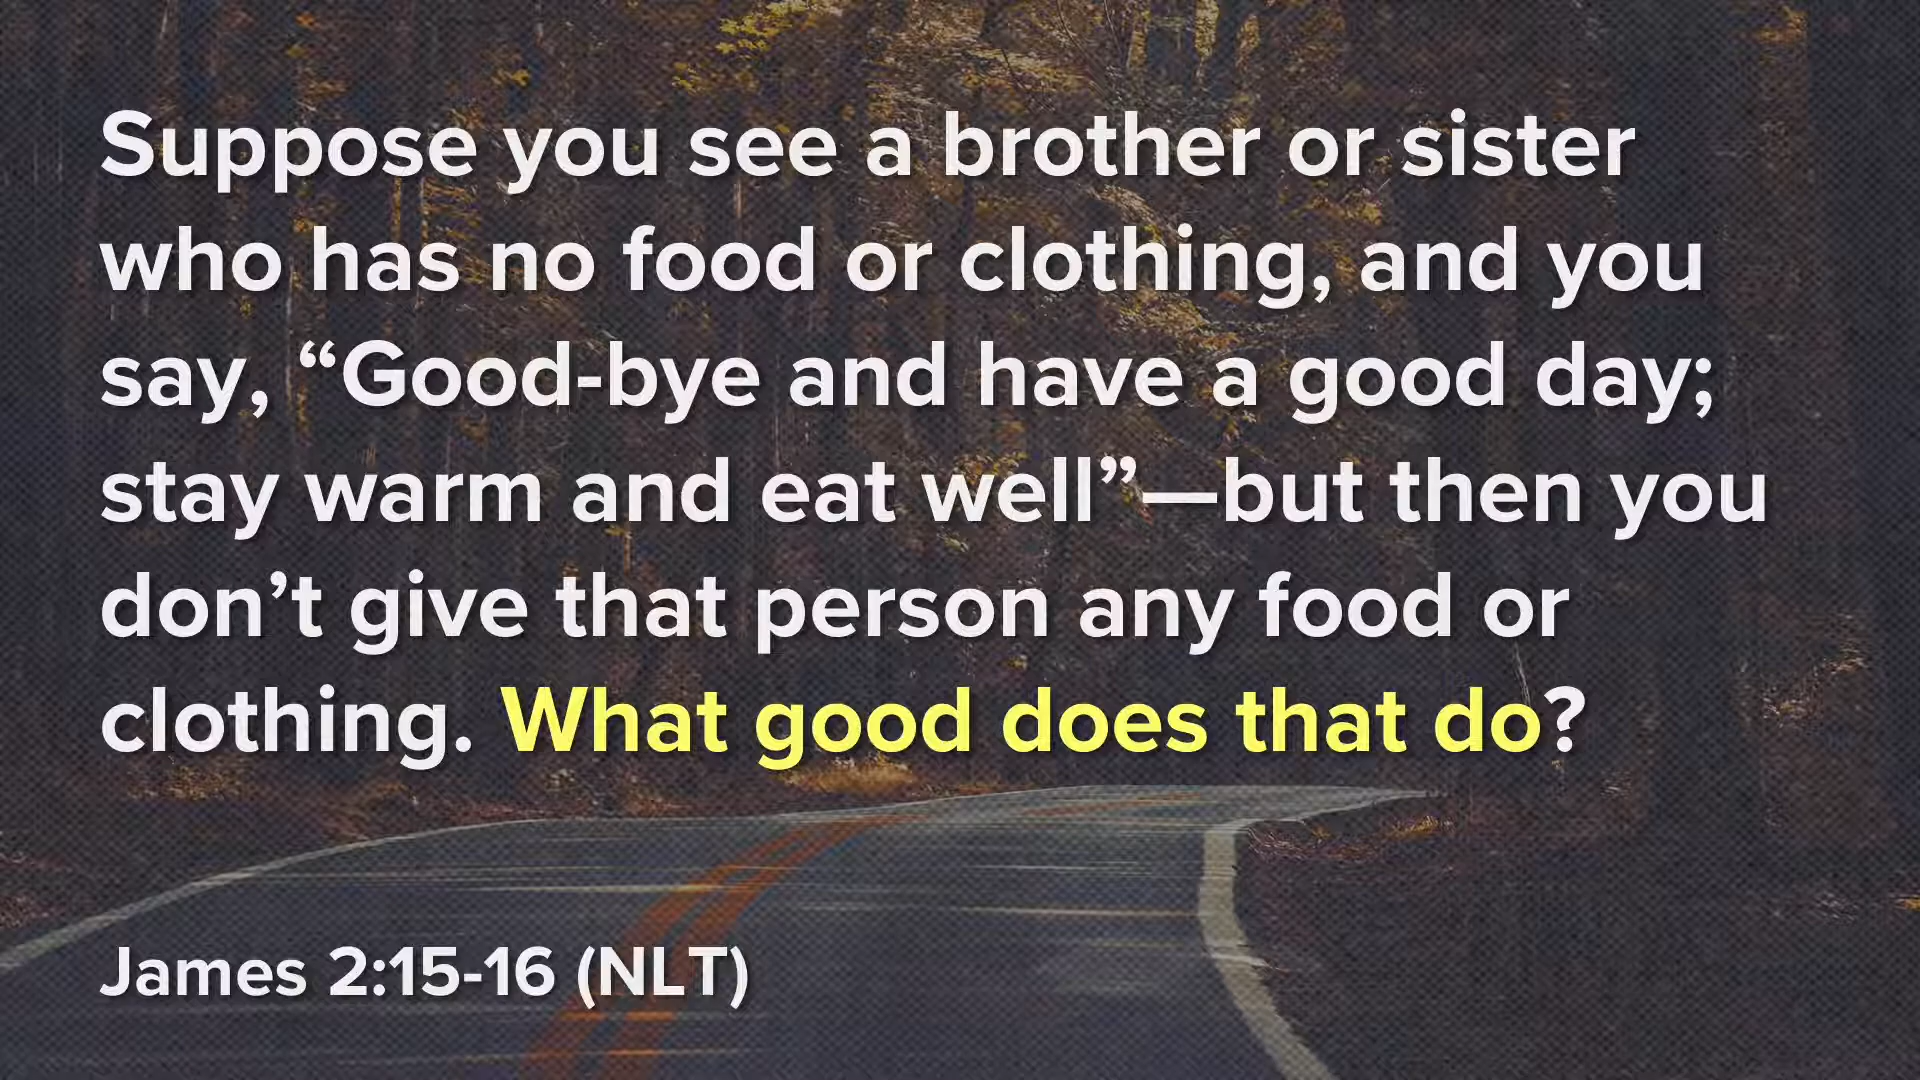 Suppose you see a brother or sister
who has no food or clothing, and you
say, “Good-bye and have a good day;
stay warm and eat well”—but then you
don’t give that person any food or
clothing. What good does that do?
James 2:15-16 (NLT)